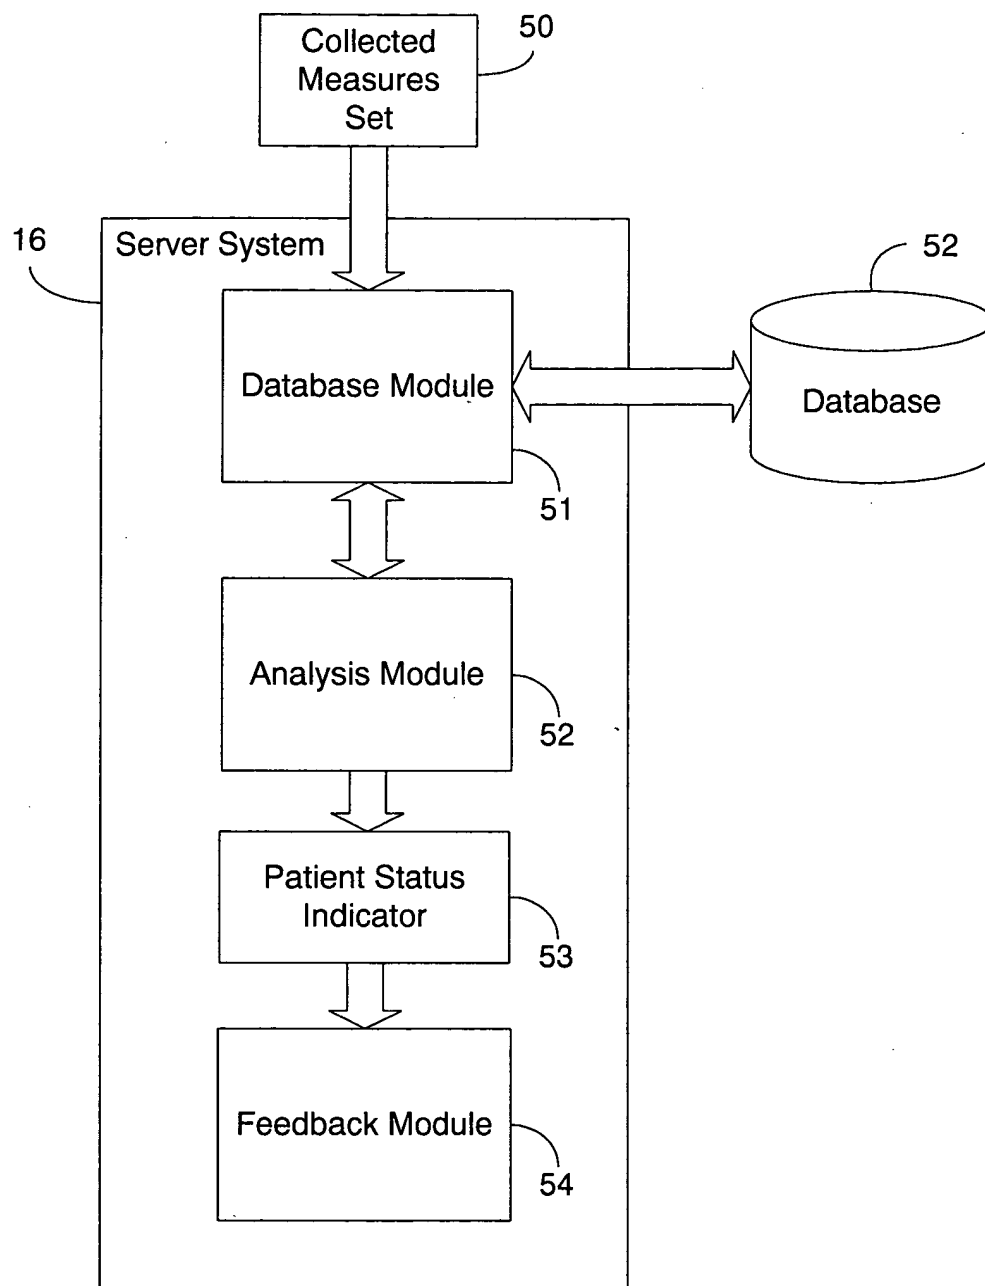 50
Collected
Measures
Set
16
Server System
52
Database Module
Database
51
Analysis Module
52
Patient Status
Indicator
53
Feedback Module
54